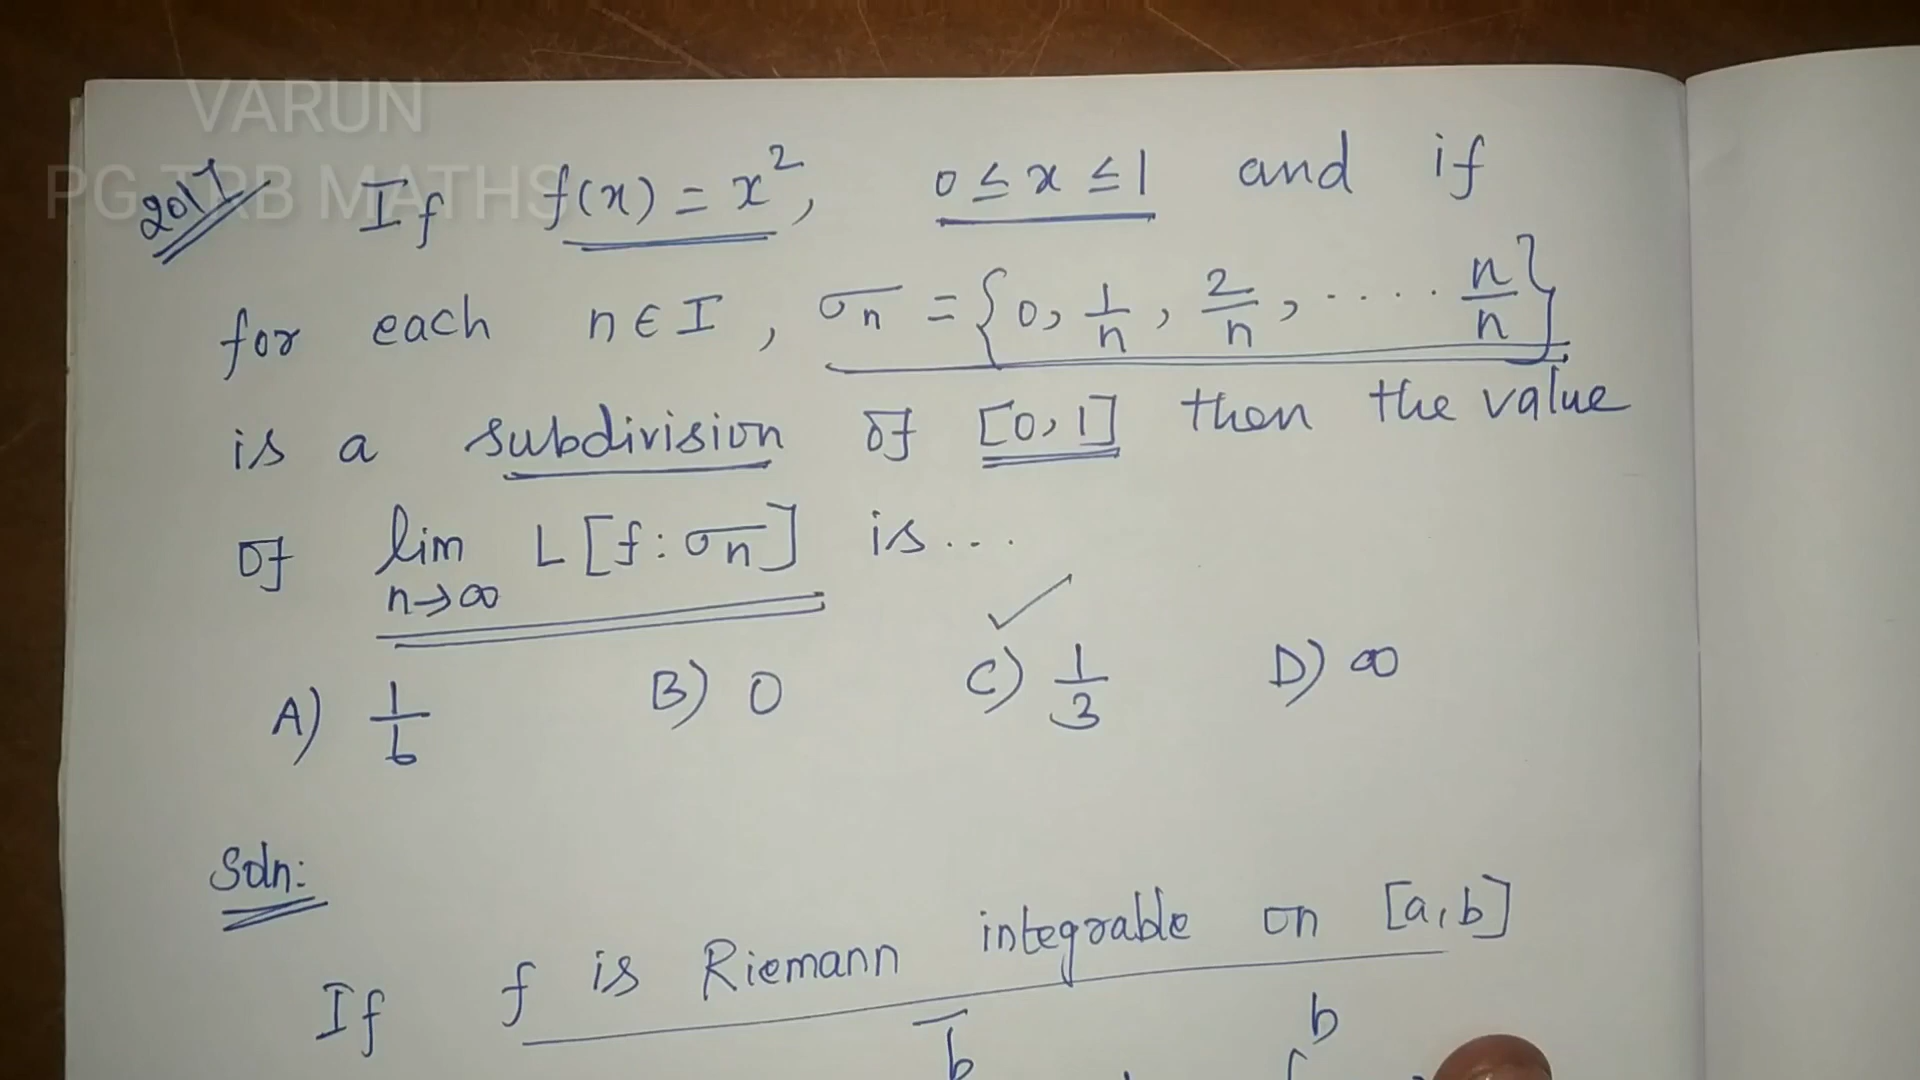 VARUN
PG TRB MATHS
2017 If f(x) = x², 0 ≤ x ≤ 1 and if
for each n ∈ I, σn = {0, 1/n, 2/n, .... n/n}
is a subdivision of [0,1] then the value
of lim n→∞ L[f:σn] is...
A) 1/6 B) 0 C) 1/3 D) ∞
Soln:
If f is Riemann integrable on [a,b]
b b